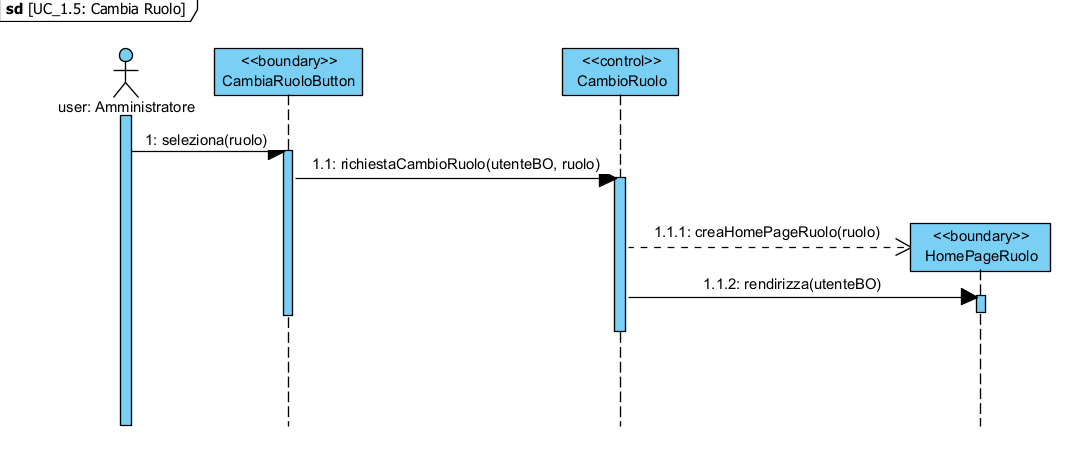 sd [UC_1.5: Cambia Ruolo]
<<boundary>>
CambiaRuoloButton
<<control>>
CambioRuolo
user: Amministratore
1: seleziona(ruolo)
1.1: richiestaCambioRuolo(utenteBO, ruolo)
1.1.1: creaHomePageRuolo(ruolo)
<<boundary>>
HomePageRuolo
1.1.2: rendirizza(utenteBO)